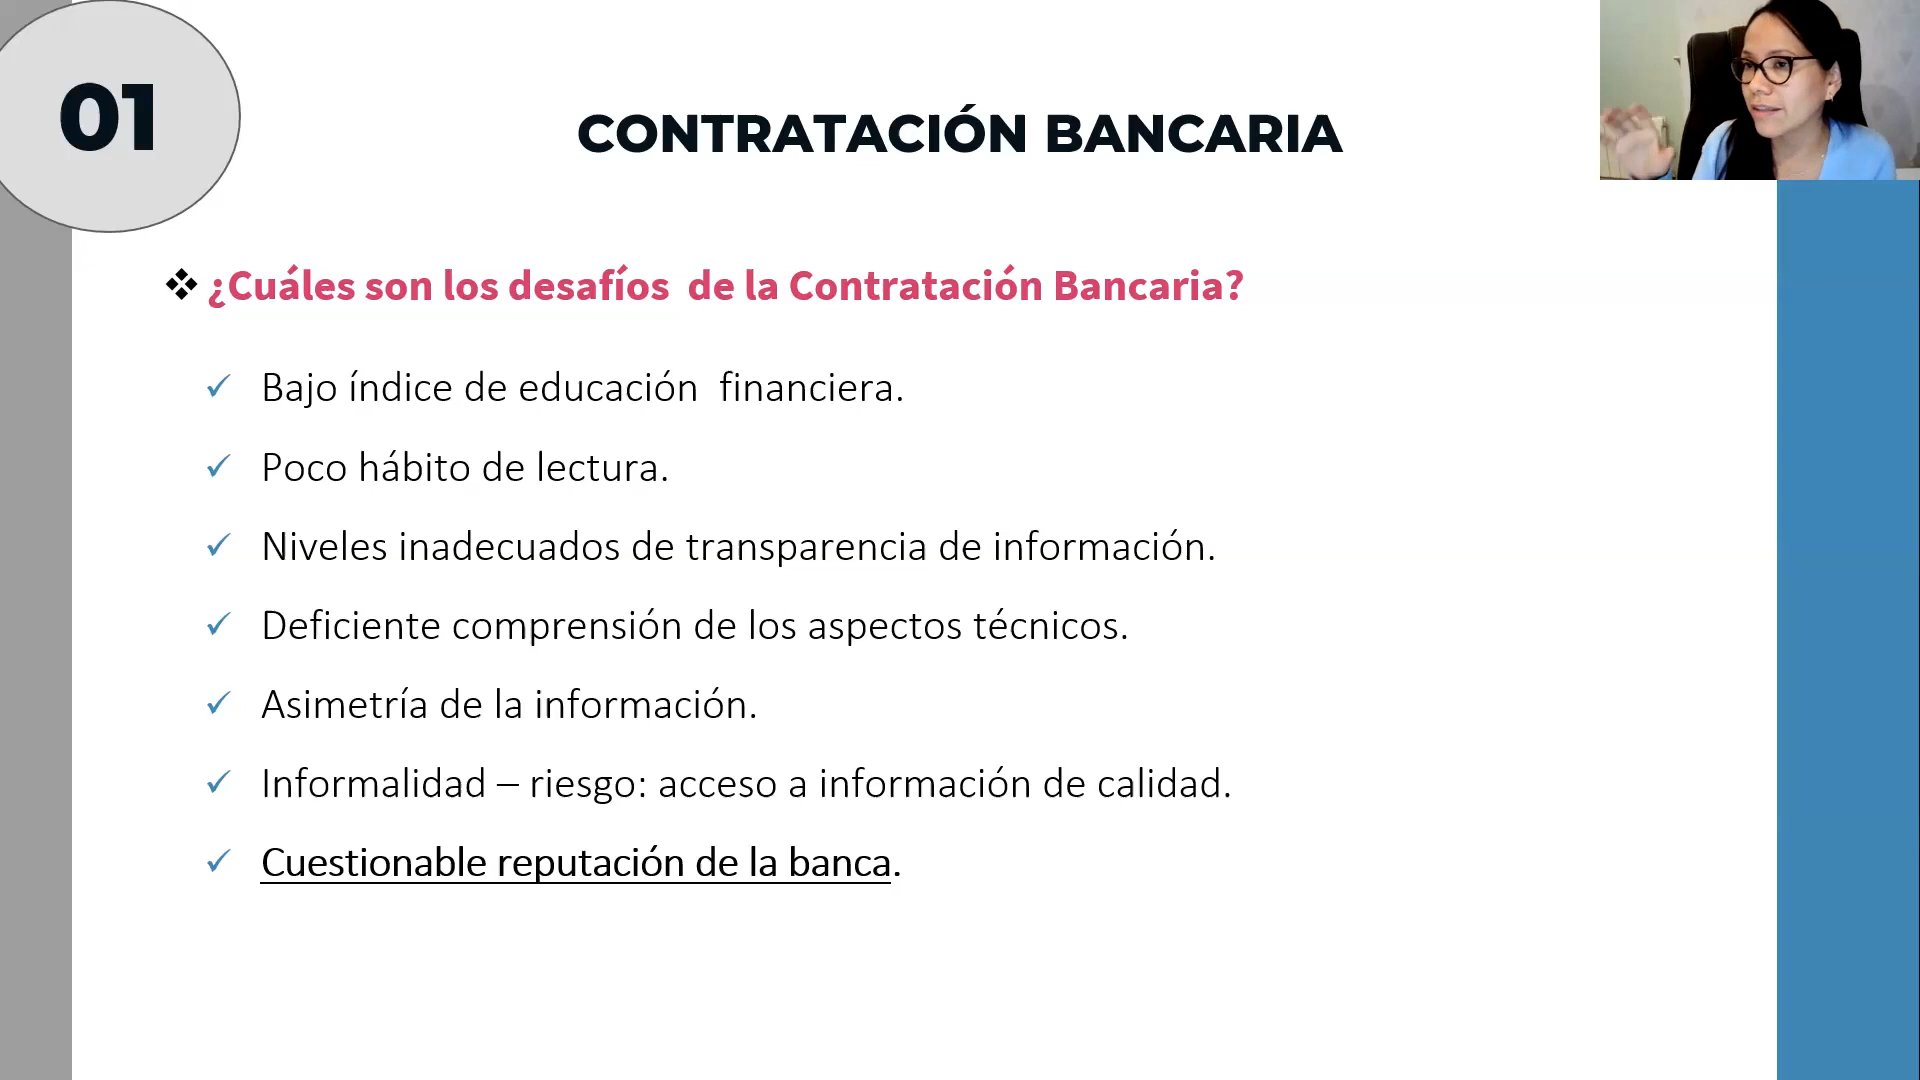 01
CONTRATACIÓN BANCARIA
❖ ¿Cuáles son los desafíos de la Contratación Bancaria?
✓ Bajo índice de educación financiera.
✓ Poco hábito de lectura.
✓ Niveles inadecuados de transparencia de información.
✓ Deficiente comprensión de los aspectos técnicos.
✓ Asimetría de la información.
✓ Informalidad – riesgo: acceso a información de calidad.
✓ Cuestionable reputación de la banca.